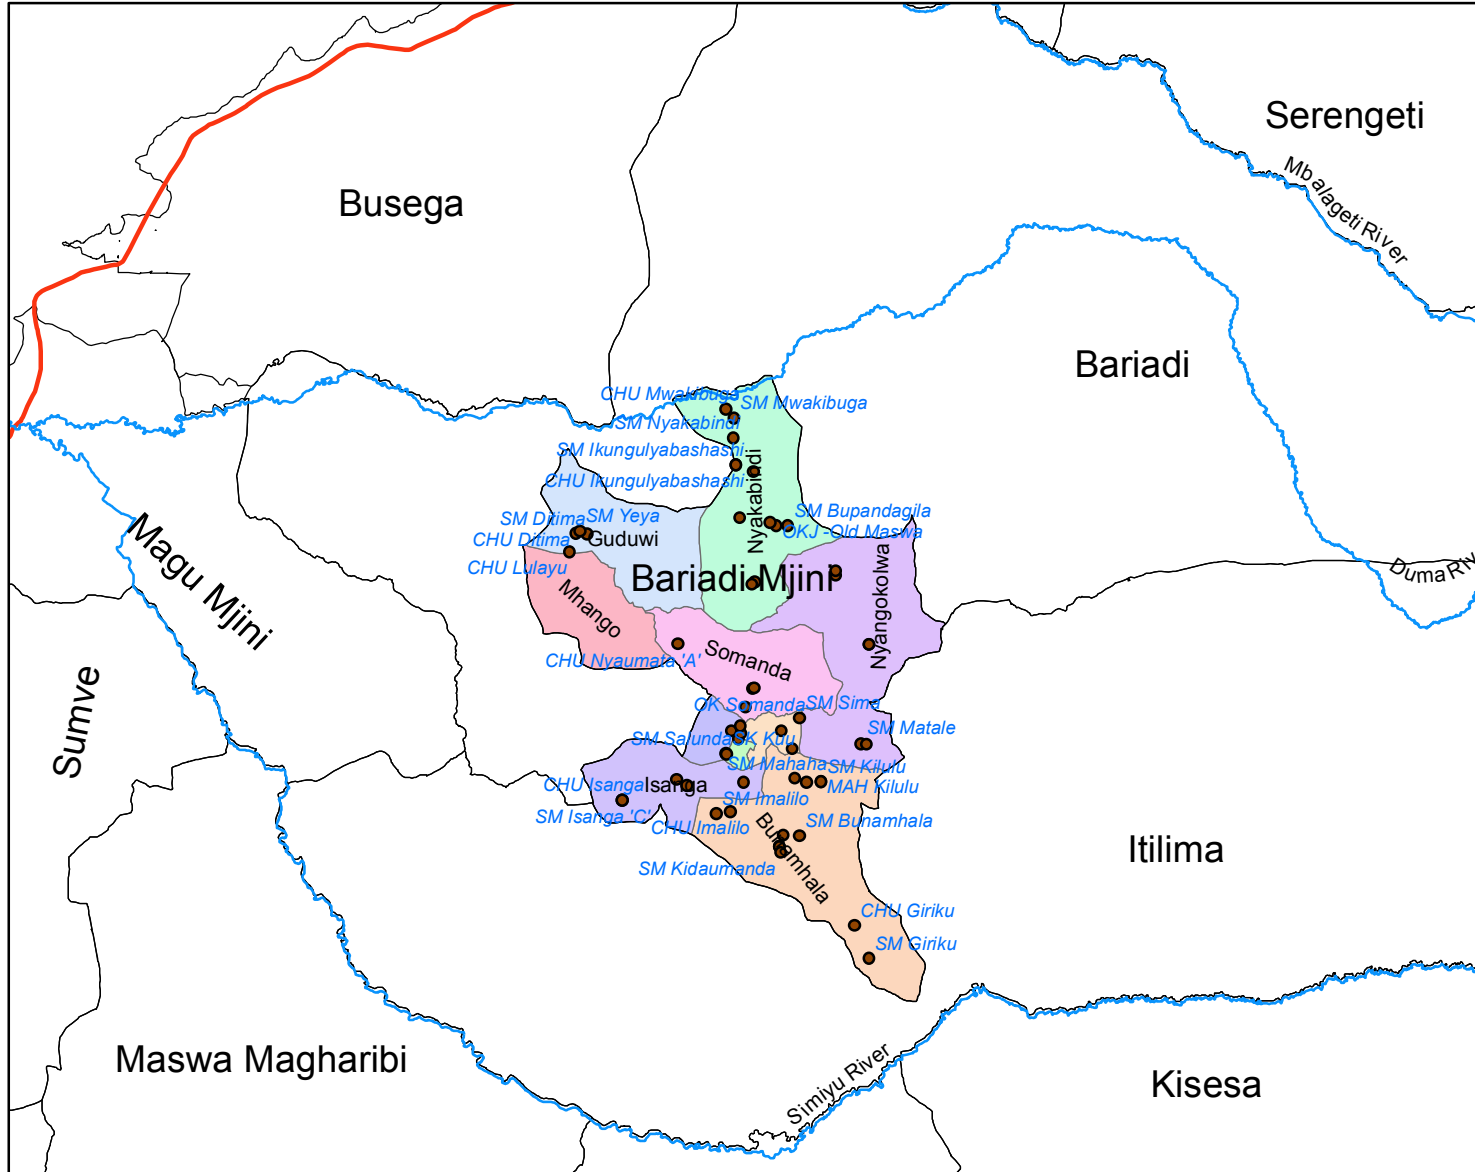 Serengeti
Mbalageti River
Busega
Bariadi
CHU Mwakibuga
SM Mwakibuga
SM Nyakabindi
SM Ikungulyabashashi
CHU Ikungulyabashashi
Nyakabindi
SM Bupandagila
OKJ -Old Maswa
SM Ditima
SM Yeya
CHU Ditima
Guduwi
CHU Lulayu
Bariadi Mjini
Duma Riv
Magu Mjini
Mhango
Nyangokolwa
CHU Nyaumata 'A'
Somanda
Sumve
OK Somanda
SM Sima
SM Salunda
SK Kuu
SM Matale
SM Mahaha
SM Kilulu
CHU Isanga
Isanga
MAH Kilulu
SM Isanga 'C'
SM Imalilo
CHU Imalilo
SM Bunamhala
Bunamhala
SM Kidaumanda
Itilima
CHU Giriku
SM Giriku
Maswa Magharibi
Simiyu River
Kisesa